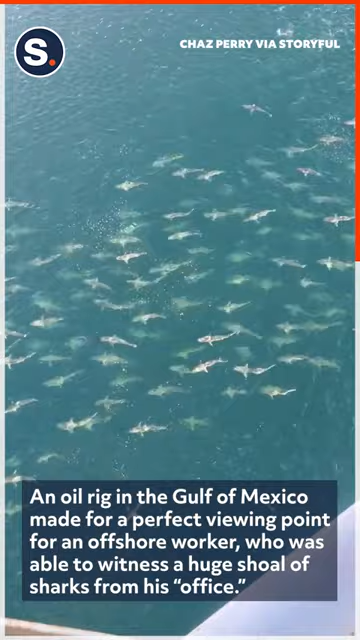 S.
CHAZ PERRY VIA STORYFUL
An oil rig in the Gulf of Mexico
made for a perfect viewing point
for an offshore worker, who was
able to witness a huge shoal of
sharks from his “office.”